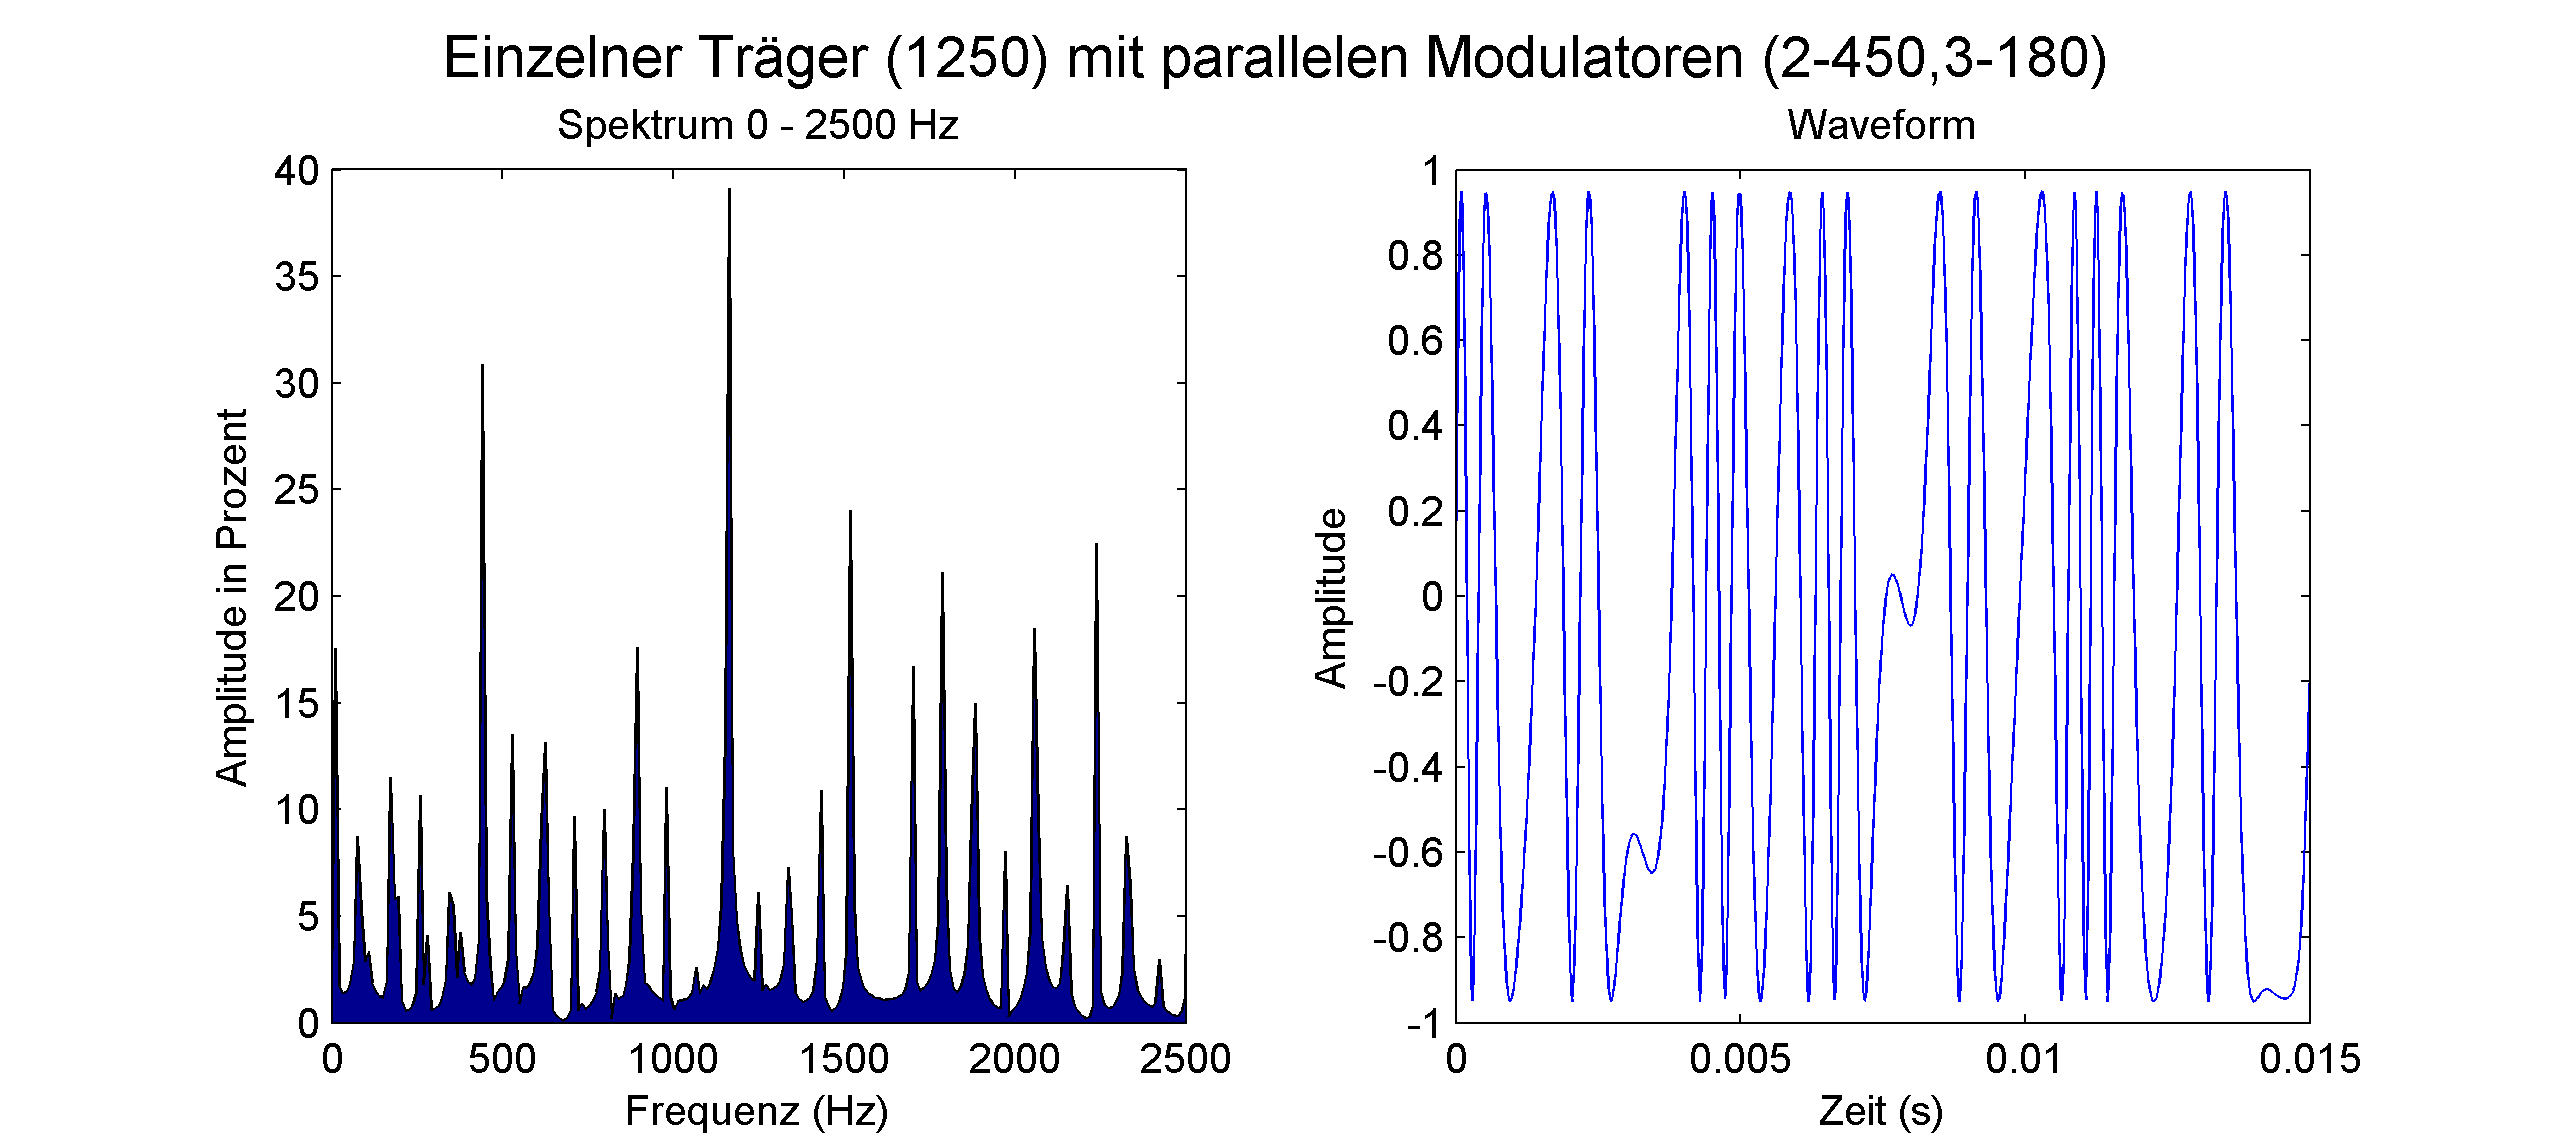 Einzelner Träger (1250) mit parallelen Modulatoren (2-450,3-180)
Spektrum 0 - 2500 Hz
Amplitude in Prozent
40
35
30
25
20
15
10
5
0
0 500 1000 1500 2000 2500
Frequenz (Hz)
Waveform
Amplitude
1
0.8
0.6
0.4
0.2
0
-0.2
-0.4
-0.6
-0.8
-1
0 0.005 0.01 0.015
Zeit (s)